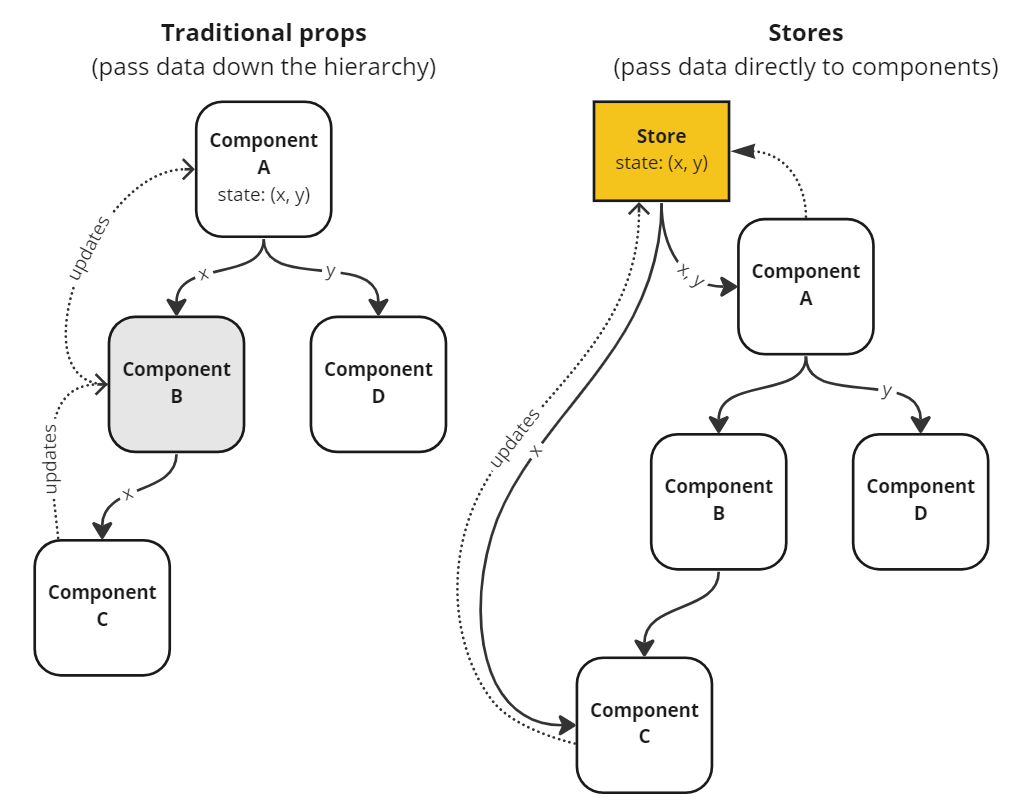 Traditional props
(pass data down the hierarchy)
Component
A
state: (x, y)
updates
x
y
Component
B
Component
D
updates
x
Component
C
Stores
(pass data directly to components)
Store
state: (x, y)
x, y
Component
A
y
updates
x
Component
B
Component
D
Component
C